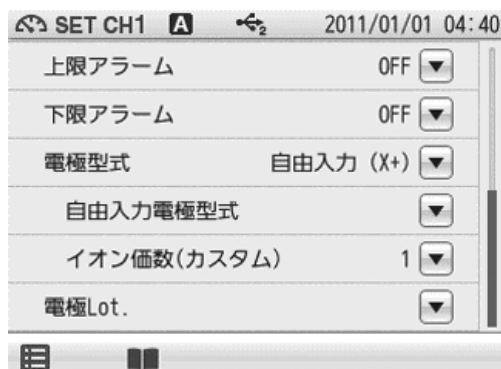 SET CH1 A 2 2011/01/01 04:40
上限アラーム OFF
下限アラーム OFF
電極型式 自由入力 (X+)
自由入力電極型式
イオン価数(カスタム) 1
電極Lot.